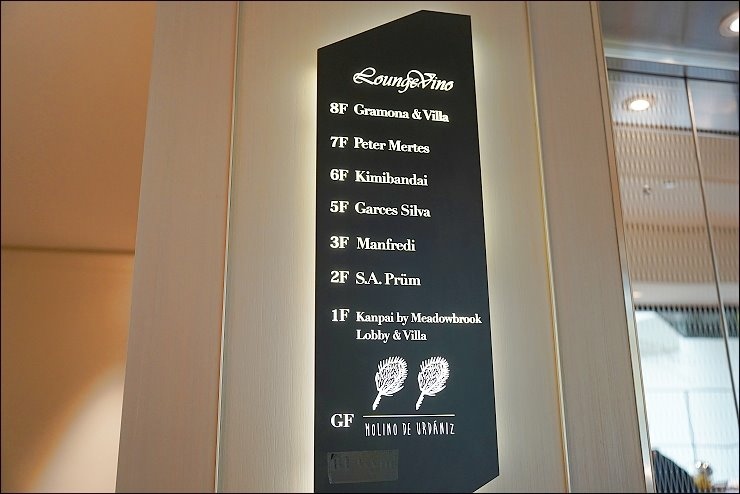 LoungeVino
8F Gramona & Villa
7F Peter Mertes
6F Kimibandai
5F Garces Silva
3F Manfredi
2F S.A. Prüm
1F Kanpai by Meadowbrook
Lobby & Villa
GF MOLINO DE URDÁNIZ